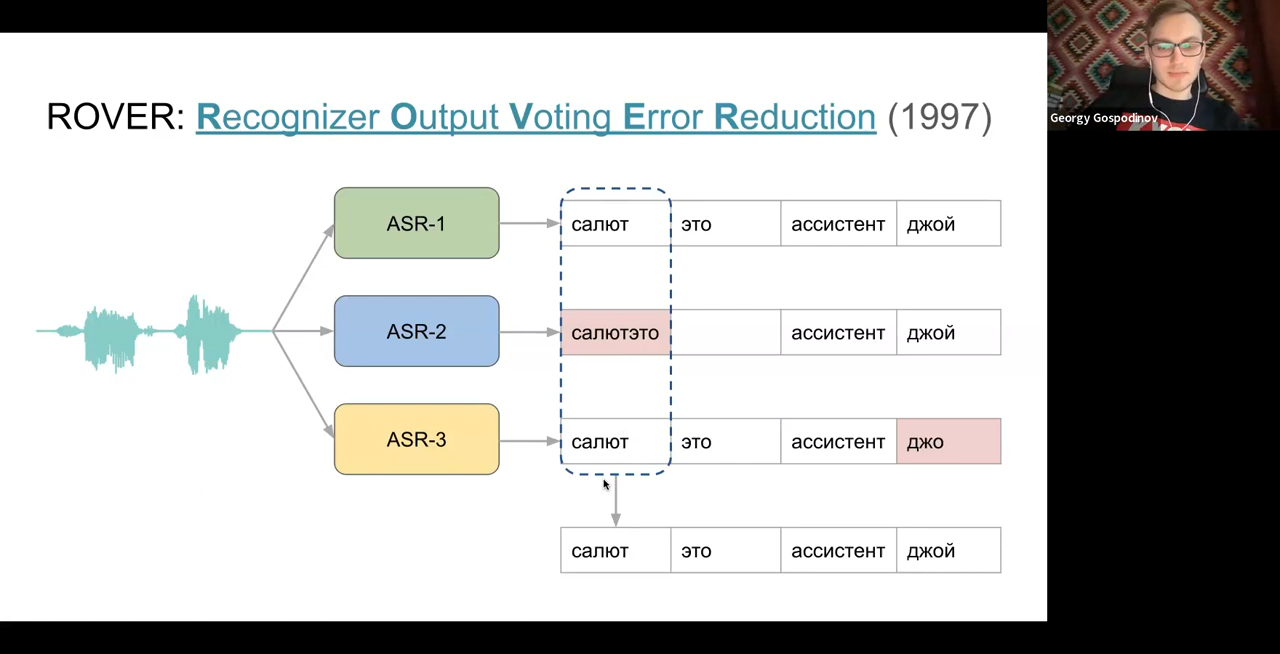 ROVER: Recognizer Output Voting Error Reduction (1997)
Georgy Gospodinov
ASR-1
салют это ассистент джой
ASR-2
салютэто ассистент джой
ASR-3
салют это ассистент джо
салют это ассистент джой